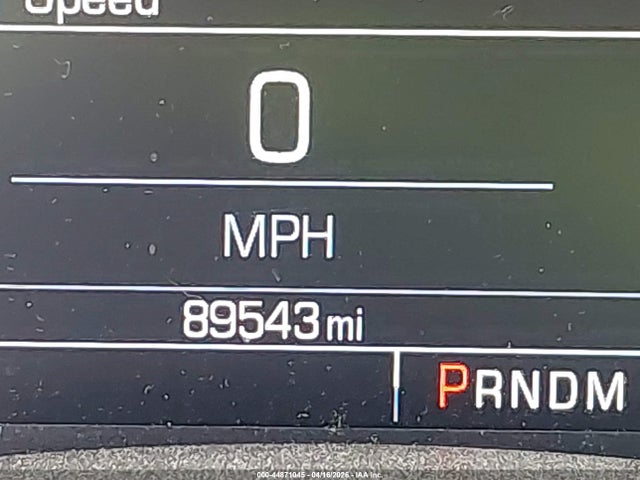 Speed
0
MPH
89543 mi
PRNDM
000-44871045 - 04/16/2026 - IAA Inc.